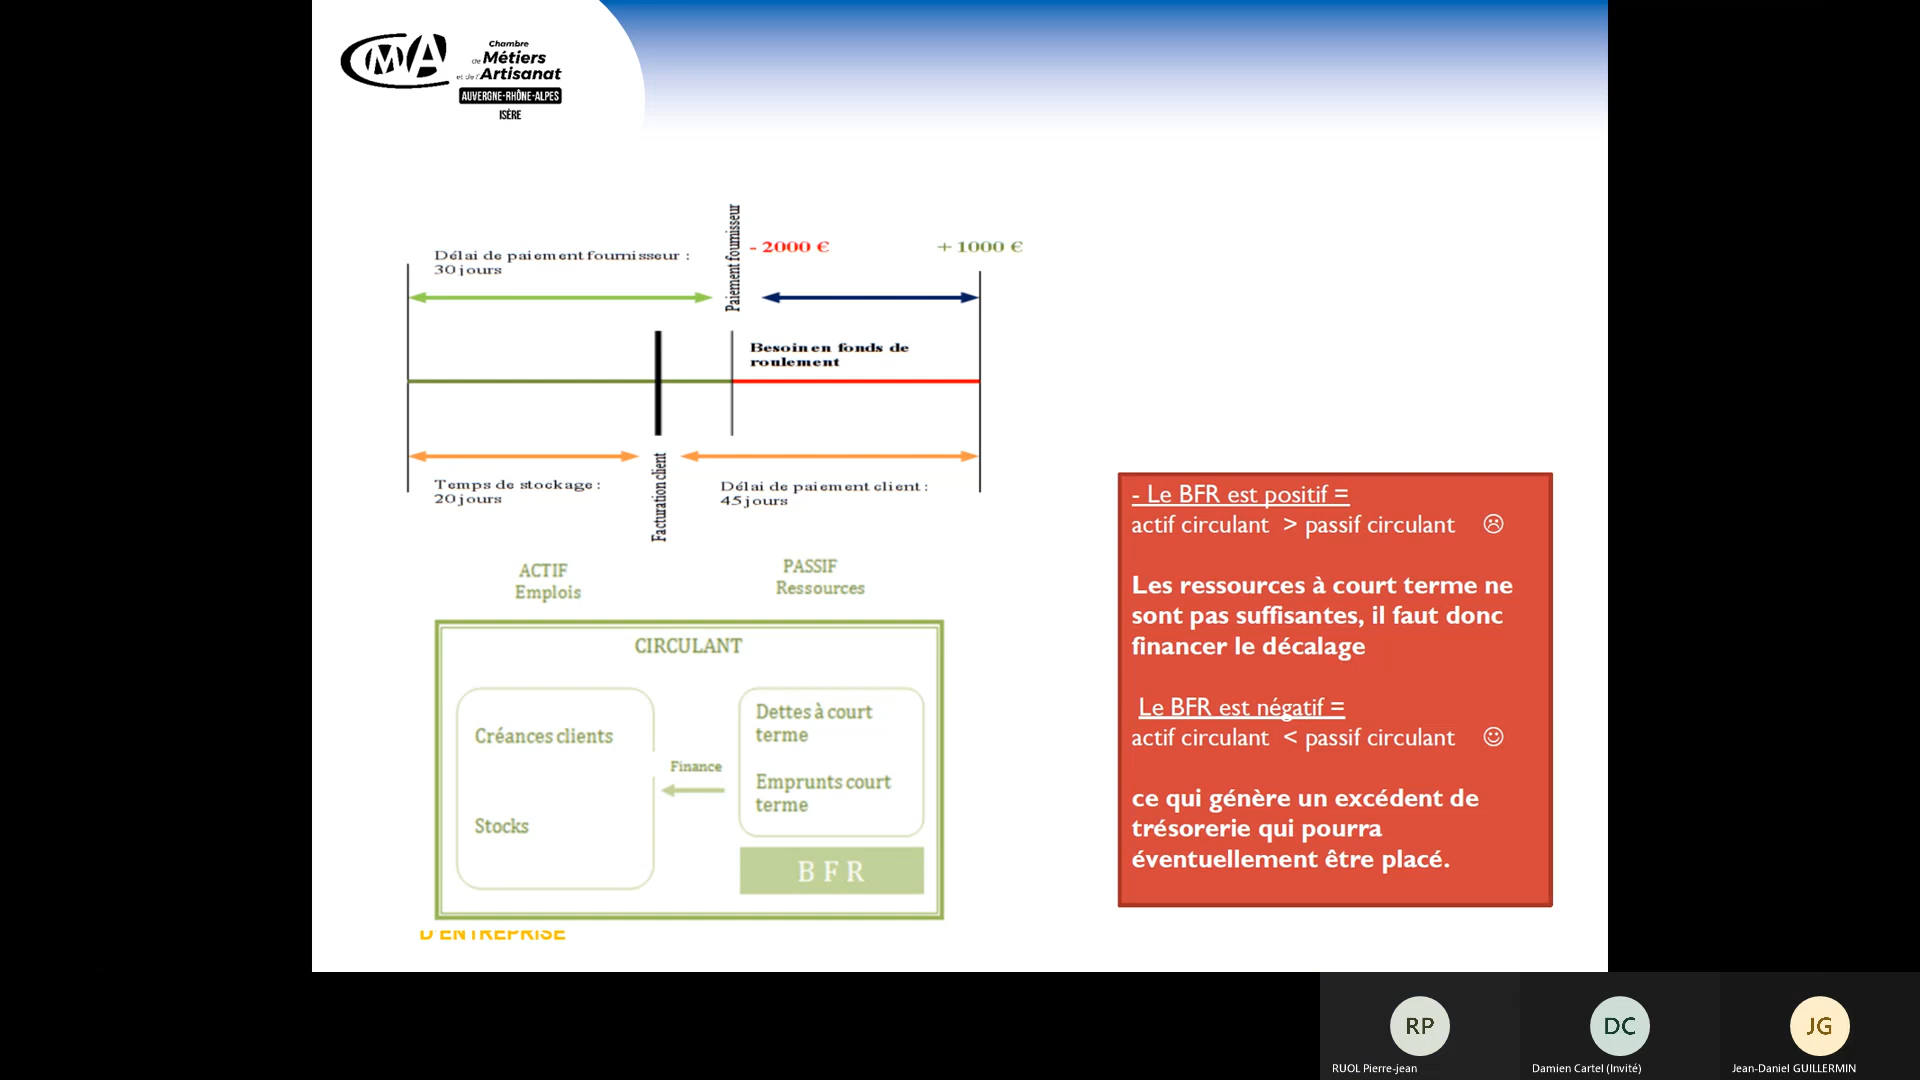 CMA
Chambre
de Métiers
et de l'Artisanat
AUVERGNE-RHÔNE-ALPES
ISÈRE
Délai de paiement fournisseur :
30 jours
Paiement fournisseur
- 2000 €
+ 1000 €
Besoin en fonds de
roulement
Temps de stockage :
20 jours
Facturation client
Délai de paiement client :
45 jours
ACTIF
Emplois
PASSIF
Ressources
CIRCULANT
Créances clients
Stocks
Finance
Dettes à court
terme
Emprunts court
terme
B F R
D'ENTREPRISE
- Le BFR est positif =
actif circulant > passif circulant ☹
Les ressources à court terme ne
sont pas suffisantes, il faut donc
financer le décalage
Le BFR est négatif =
actif circulant < passif circulant ☺
ce qui génère un excédent de
trésorerie qui pourra
éventuellement être placé.
RP
RUOL Pierre-jean
DC
Damien Cartel (Invité)
JG
Jean-Daniel GUILLERMIN